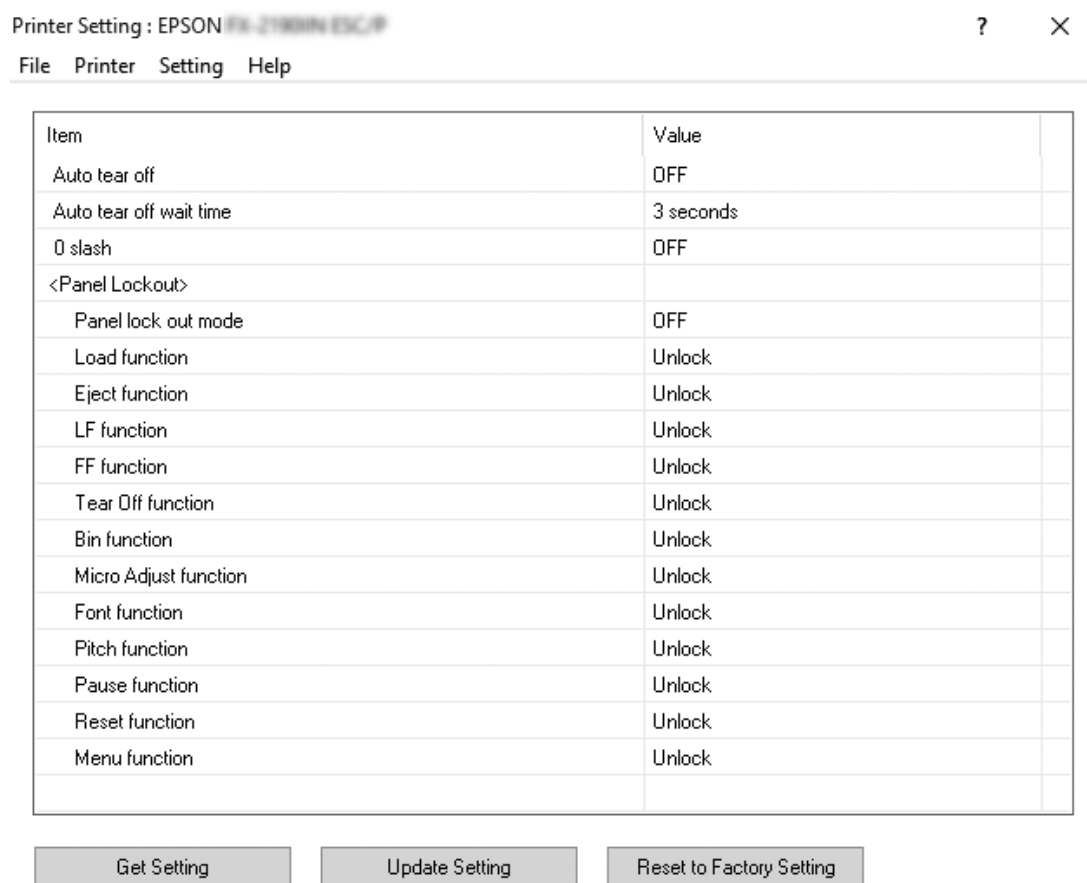 Printer Setting : EPSON
? ×
File Printer Setting Help
Item Value
Auto tear off OFF
Auto tear off wait time 3 seconds
0 slash OFF
<Panel Lockout>
Panel lock out mode OFF
Load function Unlock
Eject function Unlock
LF function Unlock
FF function Unlock
Tear Off function Unlock
Bin function Unlock
Micro Adjust function Unlock
Font function Unlock
Pitch function Unlock
Pause function Unlock
Reset function Unlock
Menu function Unlock
Get Setting Update Setting Reset to Factory Setting